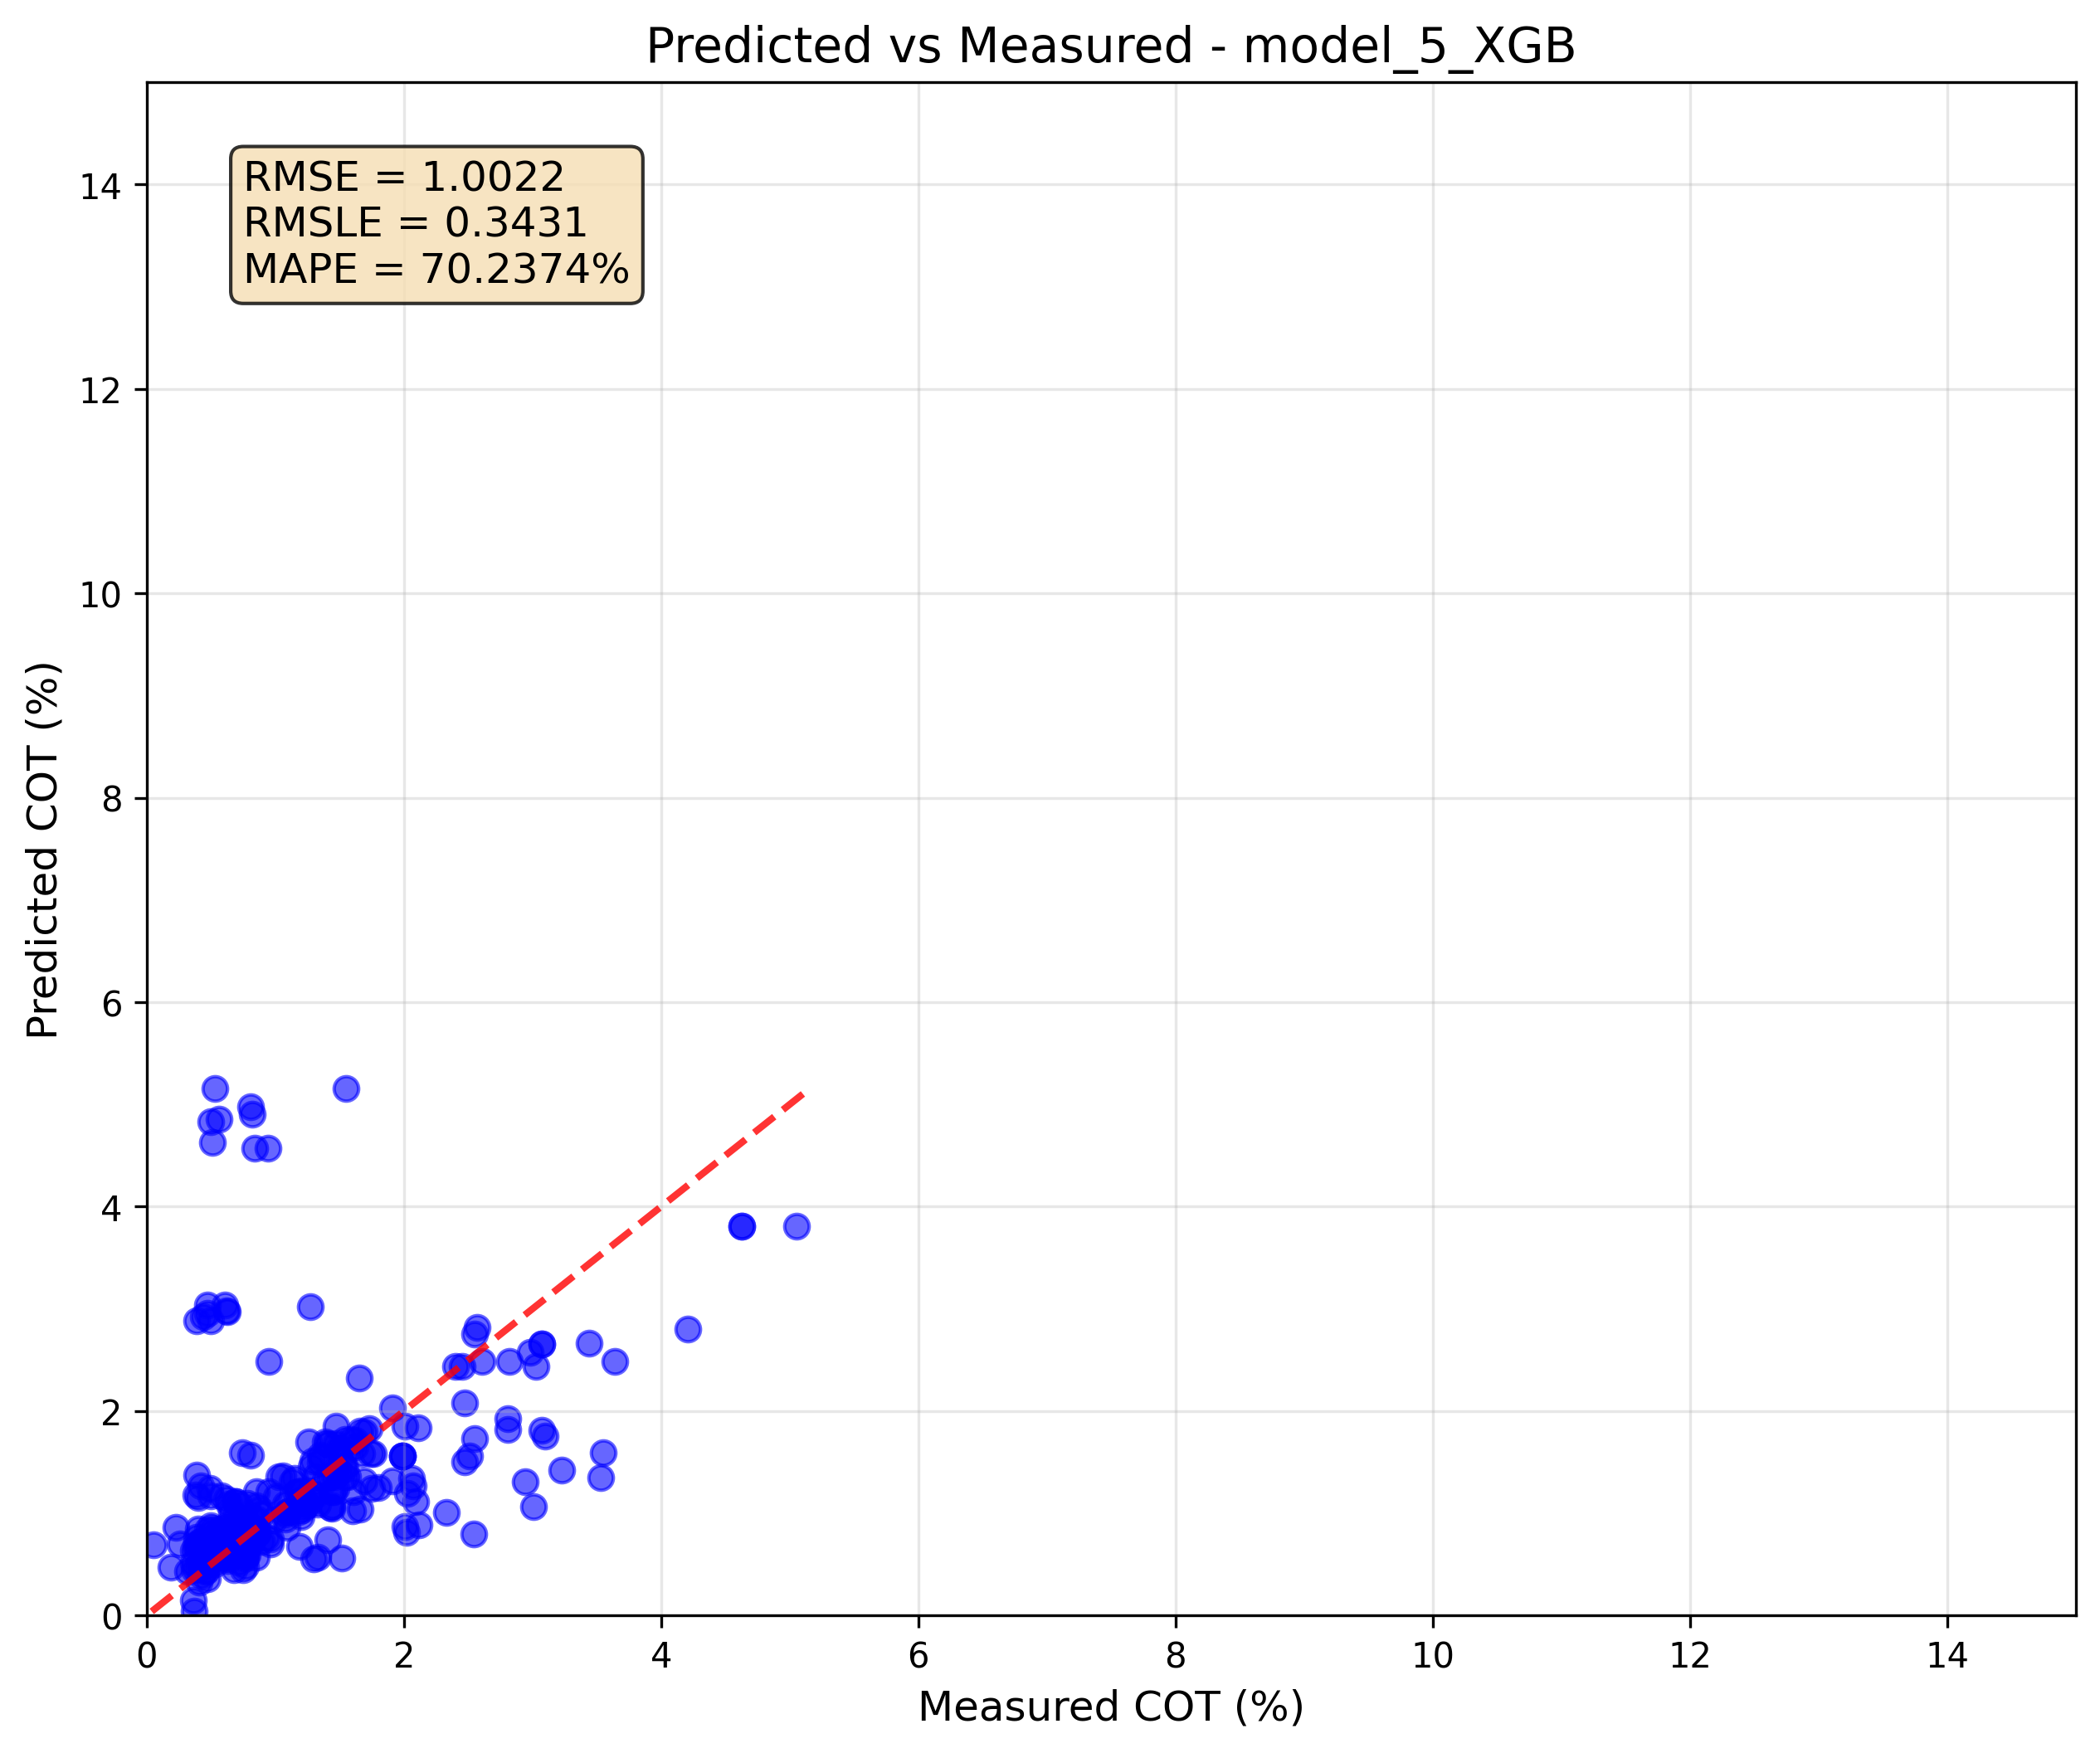 Predicted vs Measured - model_5_XGB
RMSE = 1.0022
RMSLE = 0.3431
MAPE = 70.2374%
Predicted COT (%)
14
12
10
8
6
4
2
0
0 2 4 6 8 10 12 14
Measured COT (%)